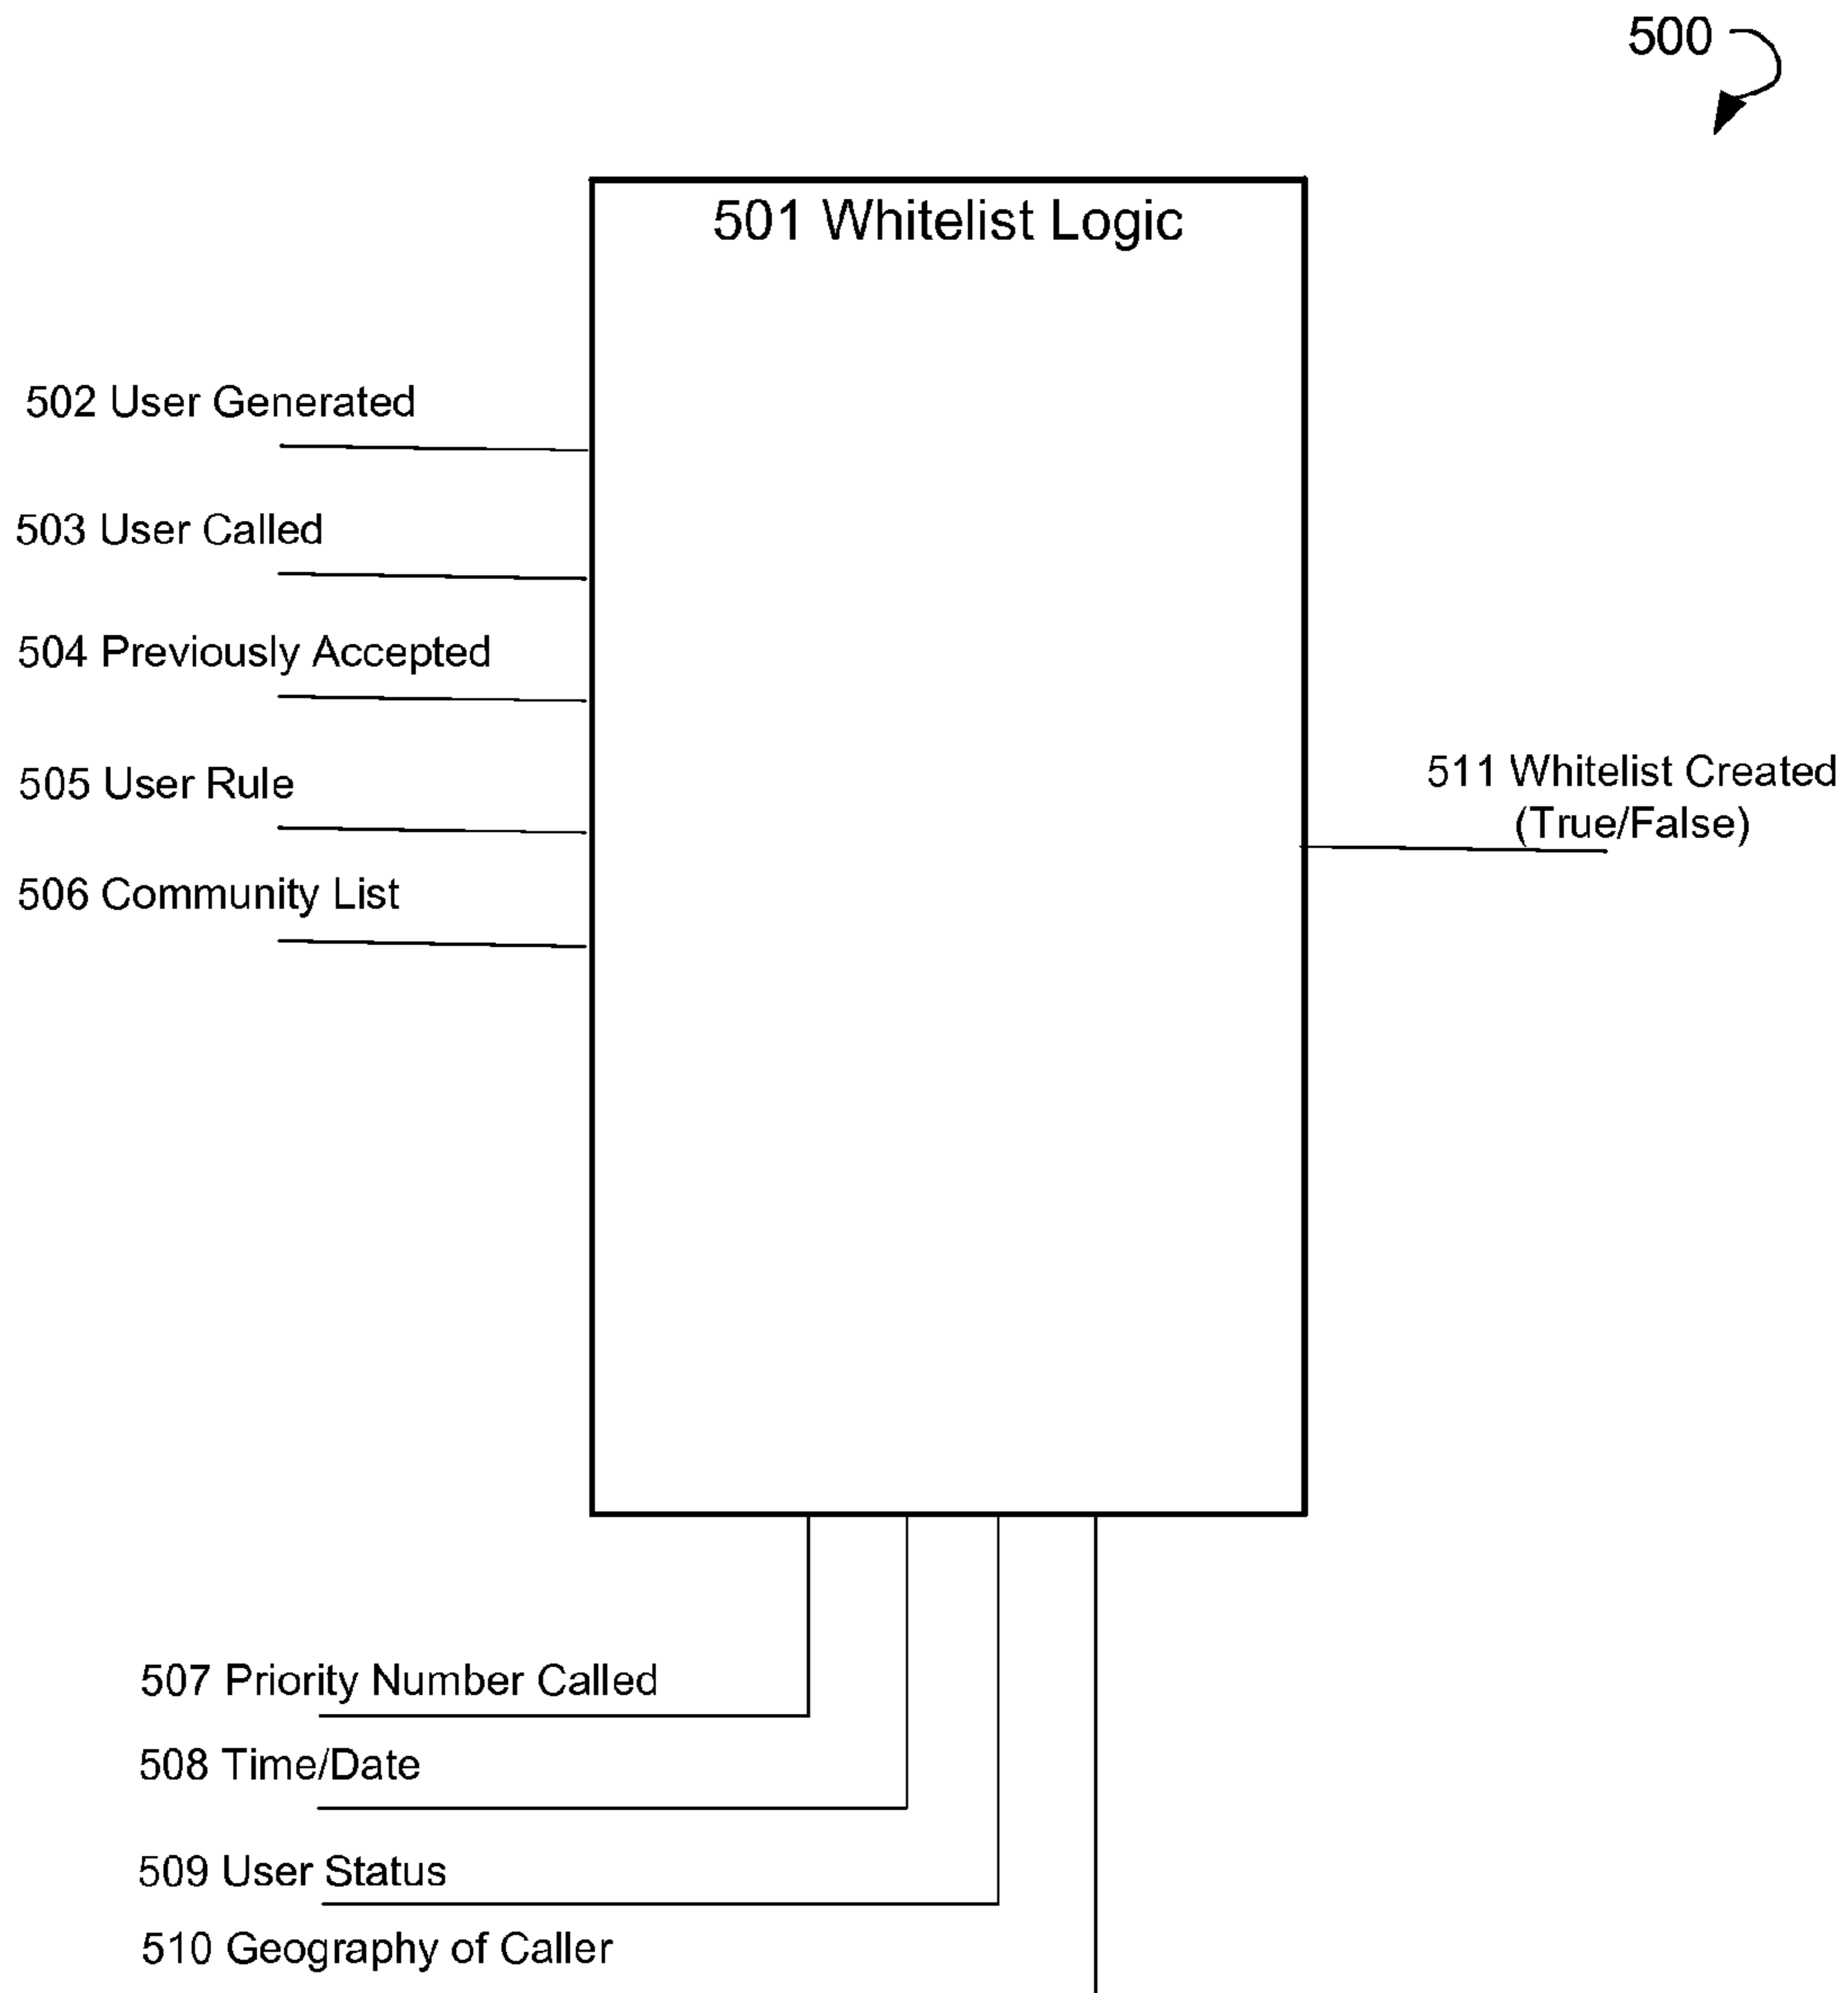 500
501 Whitelist Logic
502 User Generated
503 User Called
504 Previously Accepted
505 User Rule
506 Community List
511 Whitelist Created
(True/False)
507 Priority Number Called
508 Time/Date
509 User Status
510 Geography of Caller